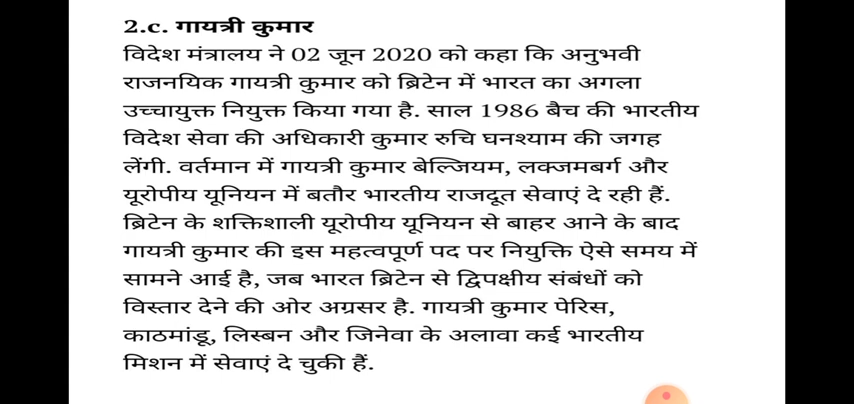 2.c. गायत्री कुमार
विदेश मंत्रालय ने 02 जून 2020 को कहा कि अनुभवी
राजनयिक गायत्री कुमार को ब्रिटेन में भारत का अगला
उच्चायुक्त नियुक्त किया गया है. साल 1986 बैच की भारतीय
विदेश सेवा की अधिकारी कुमार रुचि घनश्याम की जगह
लेंगी. वर्तमान में गायत्री कुमार बेल्जियम, लक्जमबर्ग और
यूरोपीय यूनियन में बतौर भारतीय राजदूत सेवाएं दे रही हैं.
ब्रिटेन के शक्तिशाली यूरोपीय यूनियन से बाहर आने के बाद
गायत्री कुमार की इस महत्वपूर्ण पद पर नियुक्ति ऐसे समय में
सामने आई है, जब भारत ब्रिटेन से द्विपक्षीय संबंधों को
विस्तार देने की ओर अग्रसर है. गायत्री कुमार पेरिस,
काठमांडू, लिस्बन और जिनेवा के अलावा कई भारतीय
मिशन में सेवाएं दे चुकी हैं.